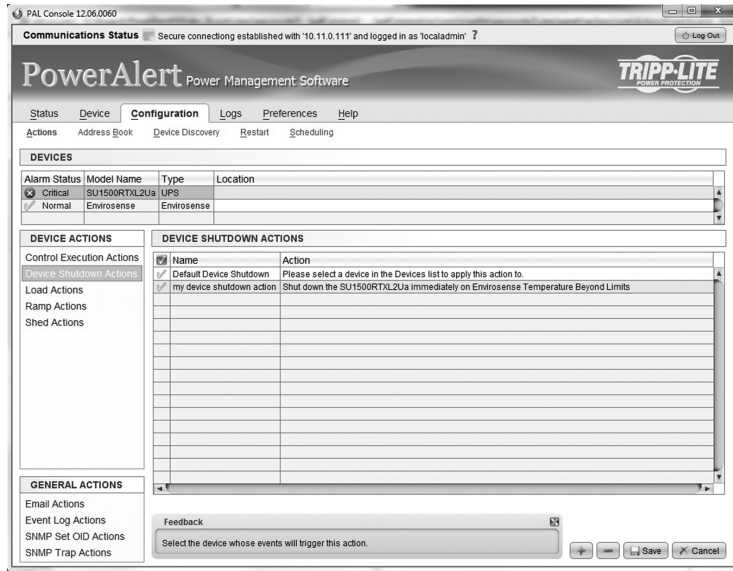 PAL Console 12.06.0060
Communications Status Secure connectiong established with '10.11.0.111' and logged in as 'localadmin' ? Log Out
PowerAlert Power Management Software
TRIPP-LITE
POWER PROTECTION
Status Device Configuration Logs Preferences Help
Actions Address Book Device Discovery Restart Scheduling
DEVICES
Alarm Status Model Name Type Location
Critical SU1500RTXL2Ua UPS
Normal Envirosense Envirosense
DEVICE ACTIONS
Control Execution Actions
Device Shutdown Actions
Load Actions
Ramp Actions
Shed Actions
DEVICE SHUTDOWN ACTIONS
Name Action
Default Device Shutdown Please select a device in the Devices list to apply this action to.
my device shutdown action Shut down the SU1500RTXL2Ua immediately on Envirosense Temperature Beyond Limits
GENERAL ACTIONS
Email Actions
Event Log Actions
SNMP Set OID Actions
SNMP Trap Actions
Feedback
Select the device whose events will trigger this action.
Save Cancel